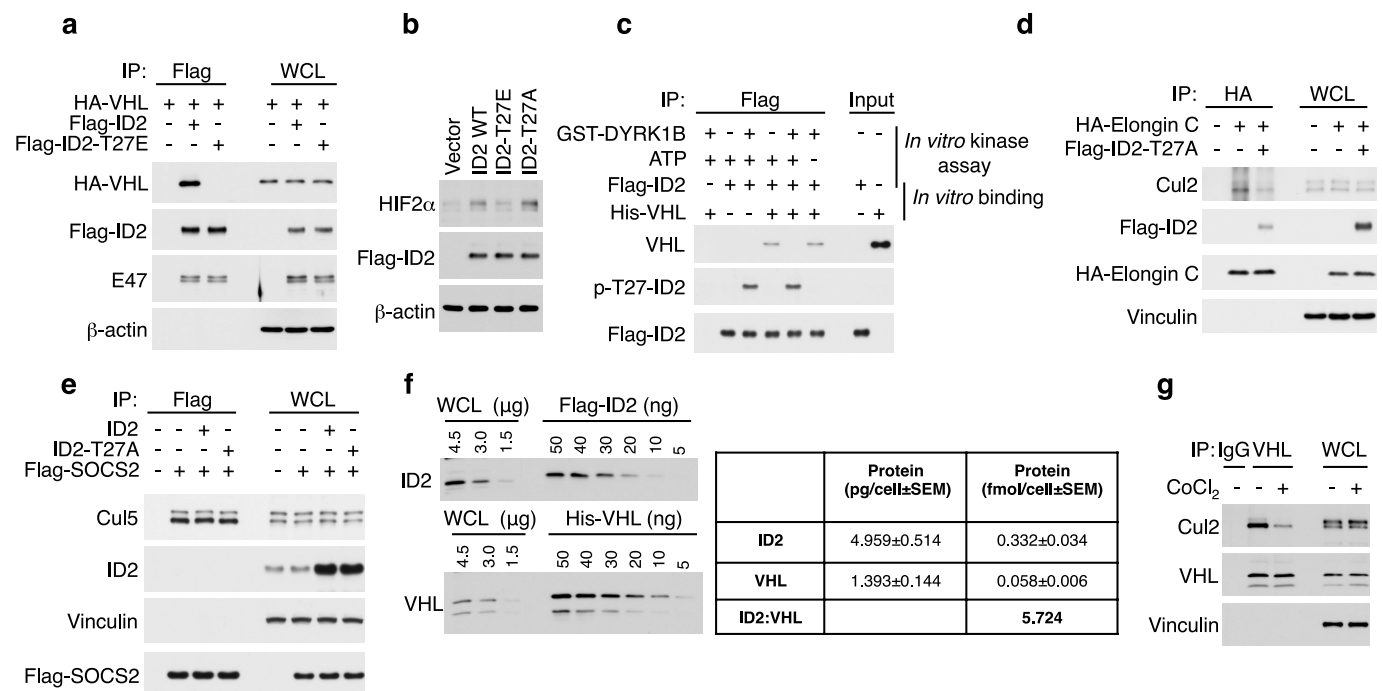 a
IP: Flag WCL
HA-VHL + + + + + +
Flag-ID2 - + - - + -
Flag-ID2-T27E - - + - - +
HA-VHL
Flag-ID2
E47
β-actin
b
Vector
ID2 WT
ID2-T27E
ID2-T27A
HIF2α
Flag-ID2
β-actin
c
IP: Flag Input
GST-DYRK1B + - + - + +
ATP + + + + + -
Flag-ID2 - + + + + + + -
His-VHL + - - + + + - +
In vitro kinase
assay
In vitro binding
VHL
p-T27-ID2
Flag-ID2
d
IP: HA WCL
HA-Elongin C - + + - + +
Flag-ID2-T27A - - + - - +
Cul2
Flag-ID2
HA-Elongin C
Vinculin
e
IP: Flag WCL
ID2 - - + - - - + -
ID2-T27A - - - + - - - +
Flag-SOCS2 - + + + - + + +
Cul5
ID2
Vinculin
Flag-SOCS2
f
WCL (µg) Flag-ID2 (ng)
4.5 3.0 1.5 50 40 30 20 10 5
ID2
WCL (µg) His-VHL (ng)
4.5 3.0 1.5 50 40 30 20 10 5
VHL
Protein Protein
(pg/cell±SEM) (fmol/cell±SEM)
ID2 4.959±0.514 0.332±0.034
VHL 1.393±0.144 0.058±0.006
ID2:VHL 5.724
g
IP: IgG VHL WCL
CoCl2 - - + - +
Cul2
VHL
Vinculin